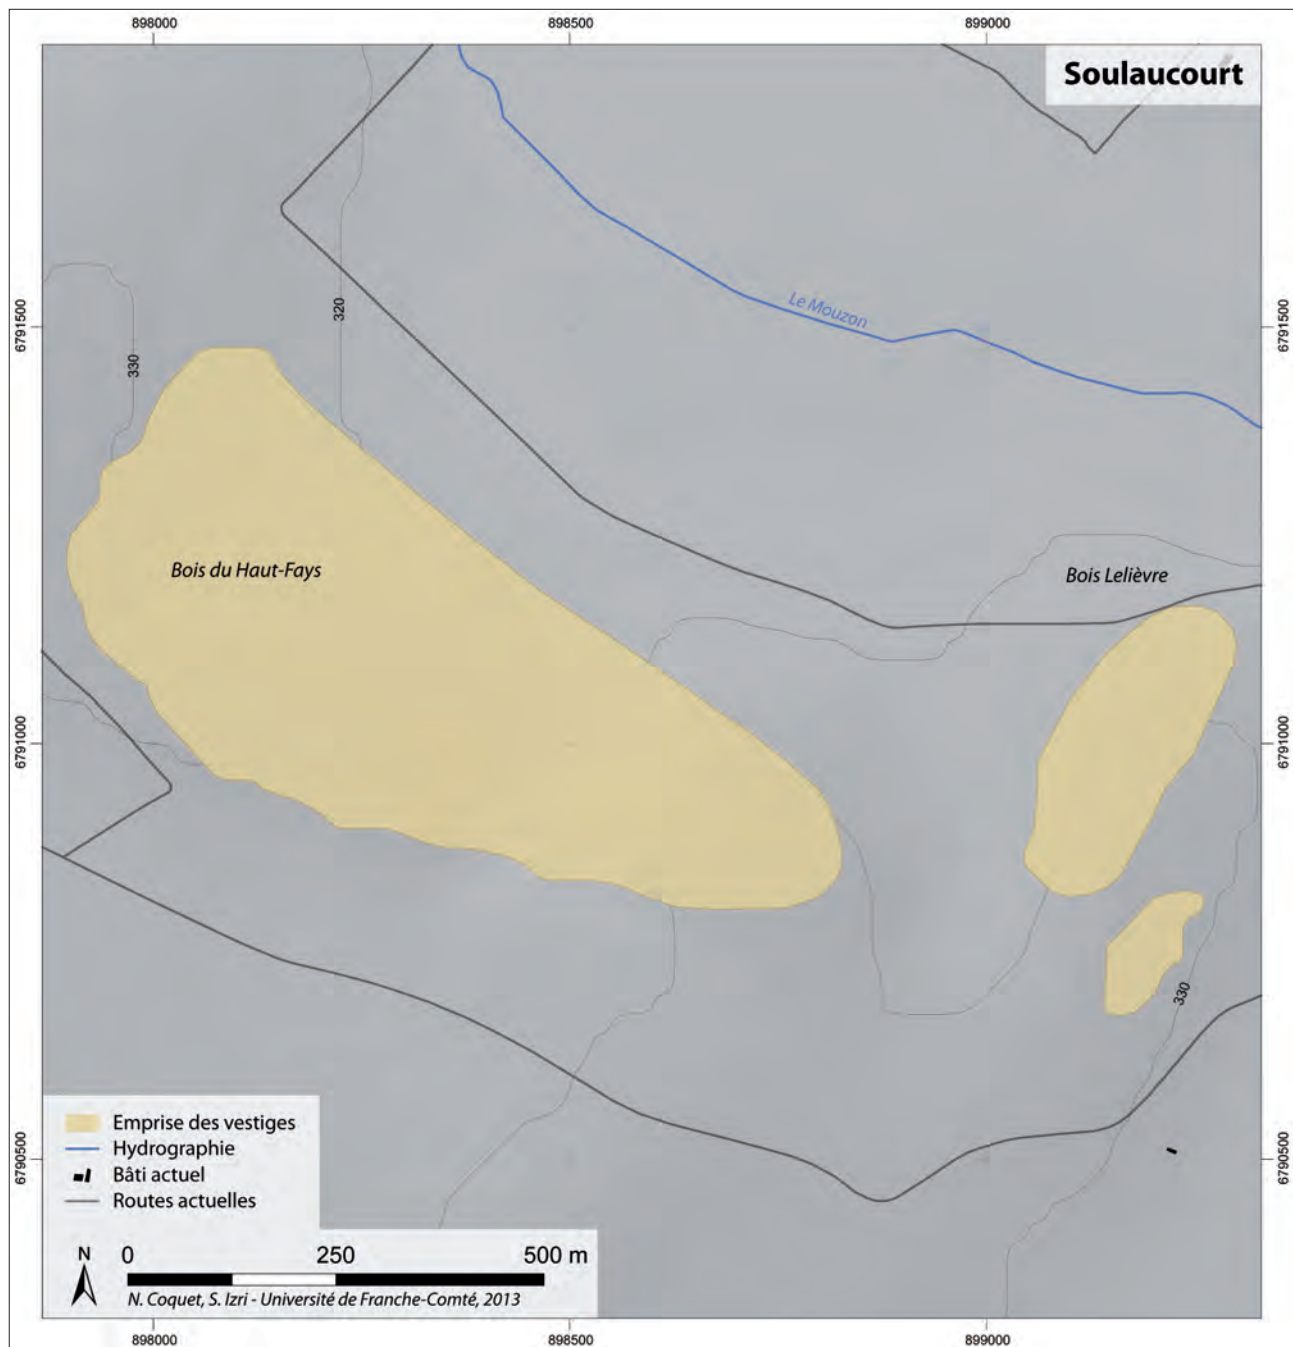 898000
898500
899000
Soulaucourt
6791500
6791500
Le Mouzon
320
330
Bois du Haut-Fays
Bois Lelièvre
6791000
6791000
330
Emprise des vestiges
Hydrographie
Bâti actuel
Routes actuelles
6790500
6790500
N
0 250 500 m
N. Coquet, S. Izri - Université de Franche-Comté, 2013
898000
898500
899000